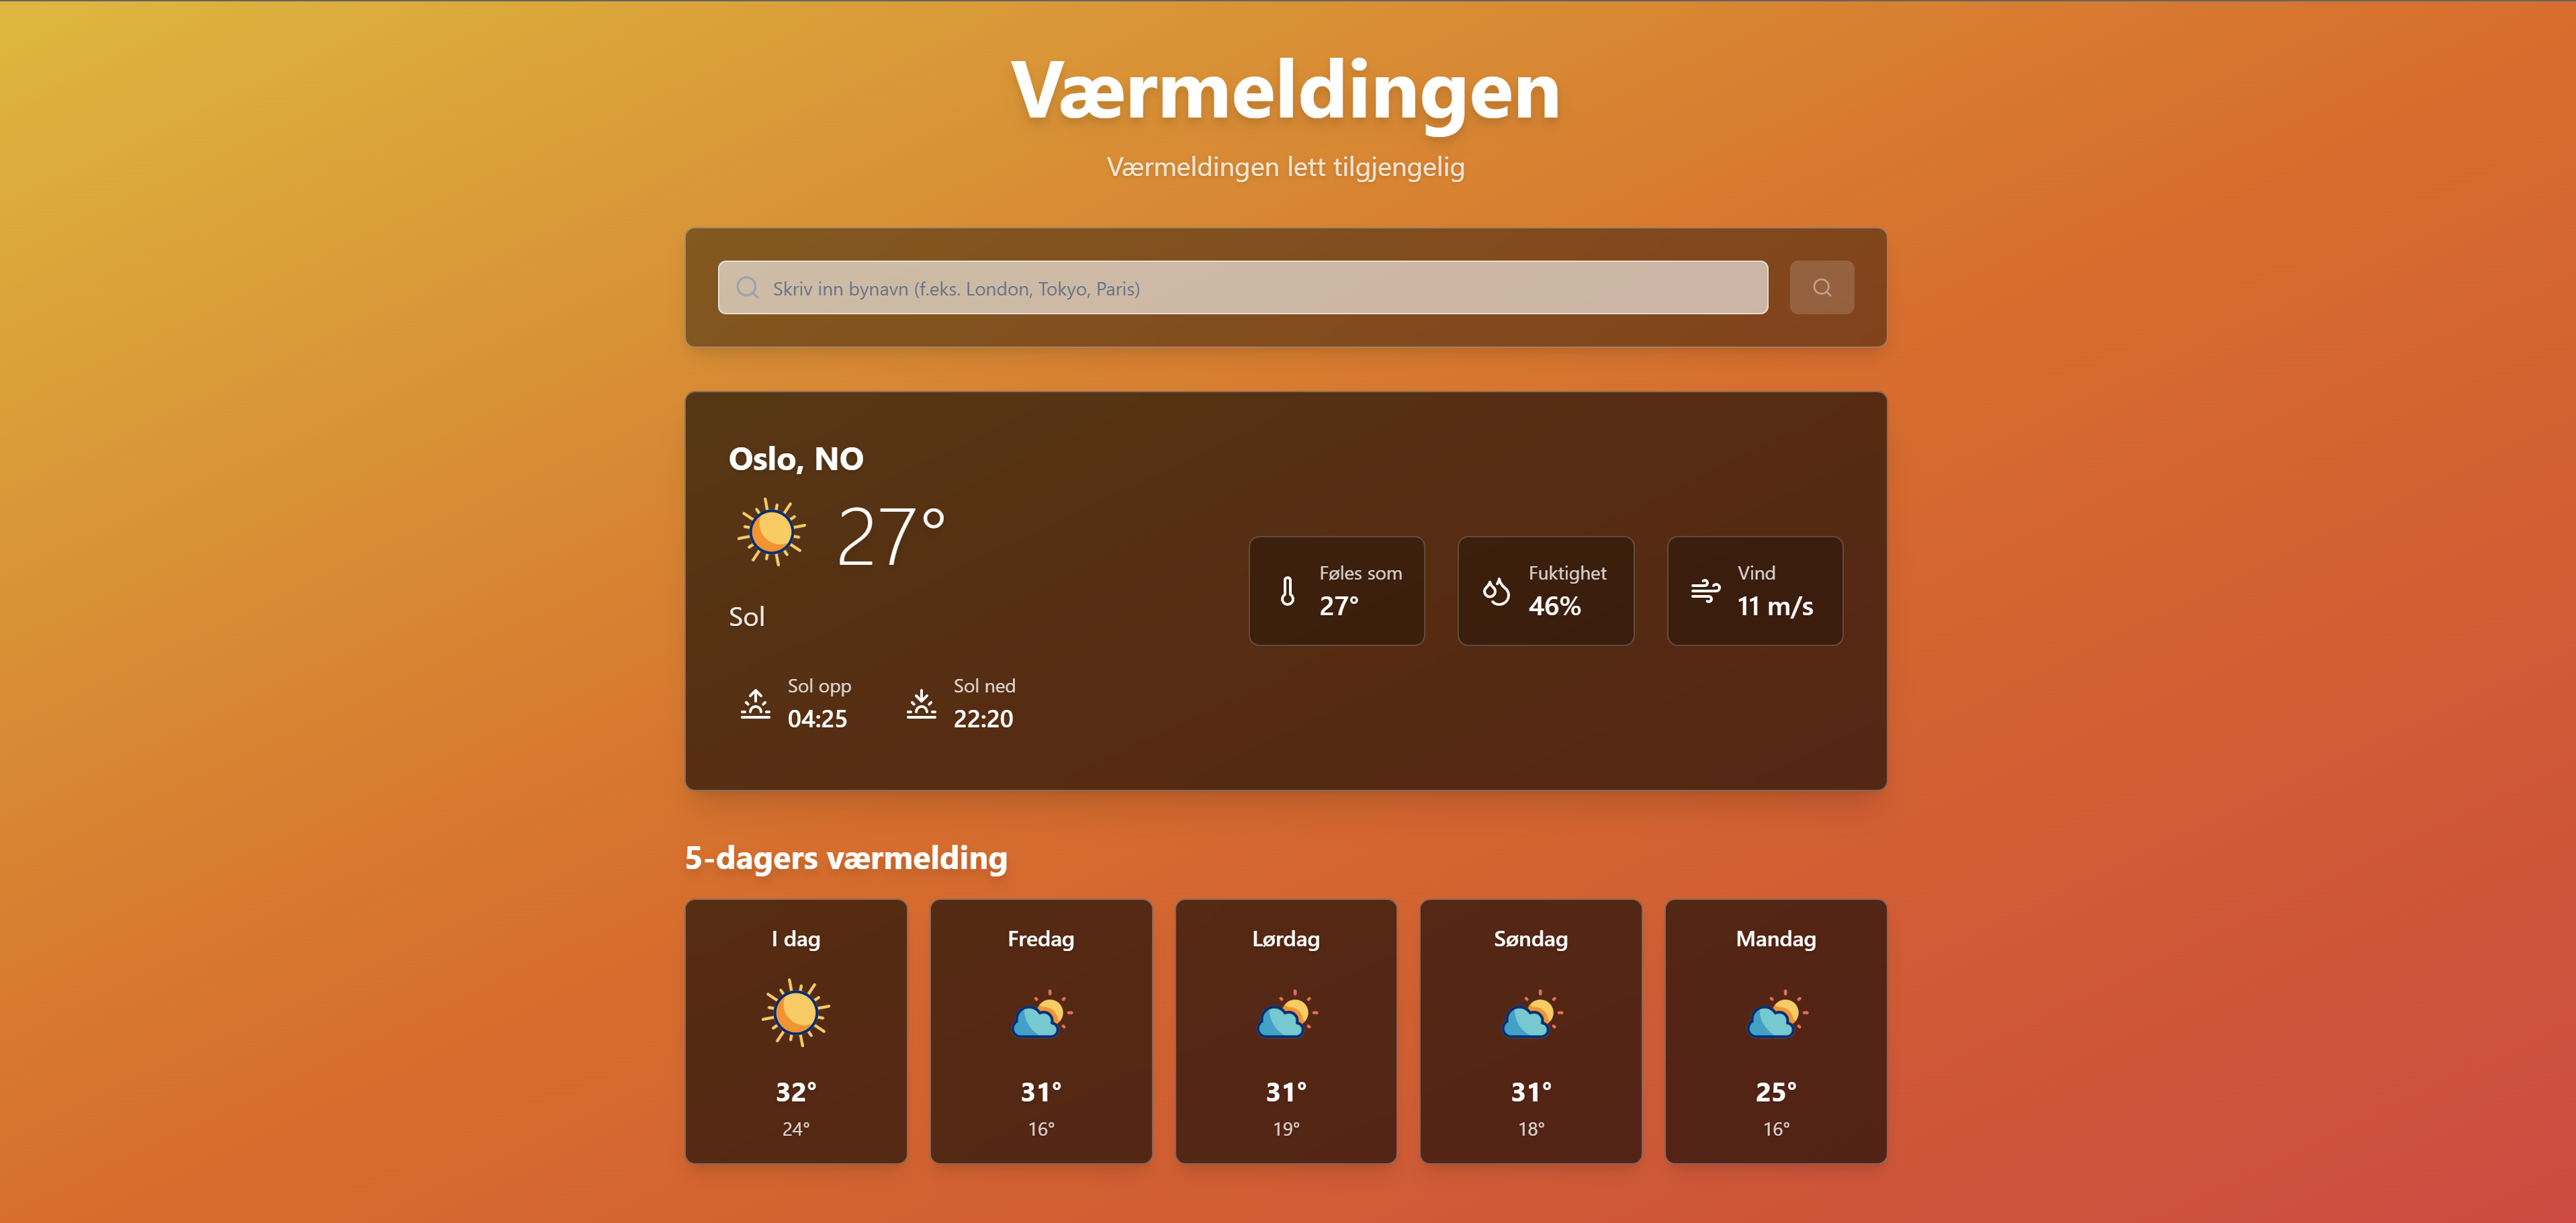 Værmeldingen
Værmeldingen lett tilgjengelig
Skriv inn bynavn (f.eks. London, Tokyo, Paris)
Oslo, NO
27°
Sol
Føles som
27°
Fuktighet
46%
Vind
11 m/s
Sol opp
04:25
Sol ned
22:20
5-dagers værmelding
I dag
32°
24°
Fredag
31°
16°
Lørdag
31°
19°
Søndag
31°
18°
Mandag
25°
16°